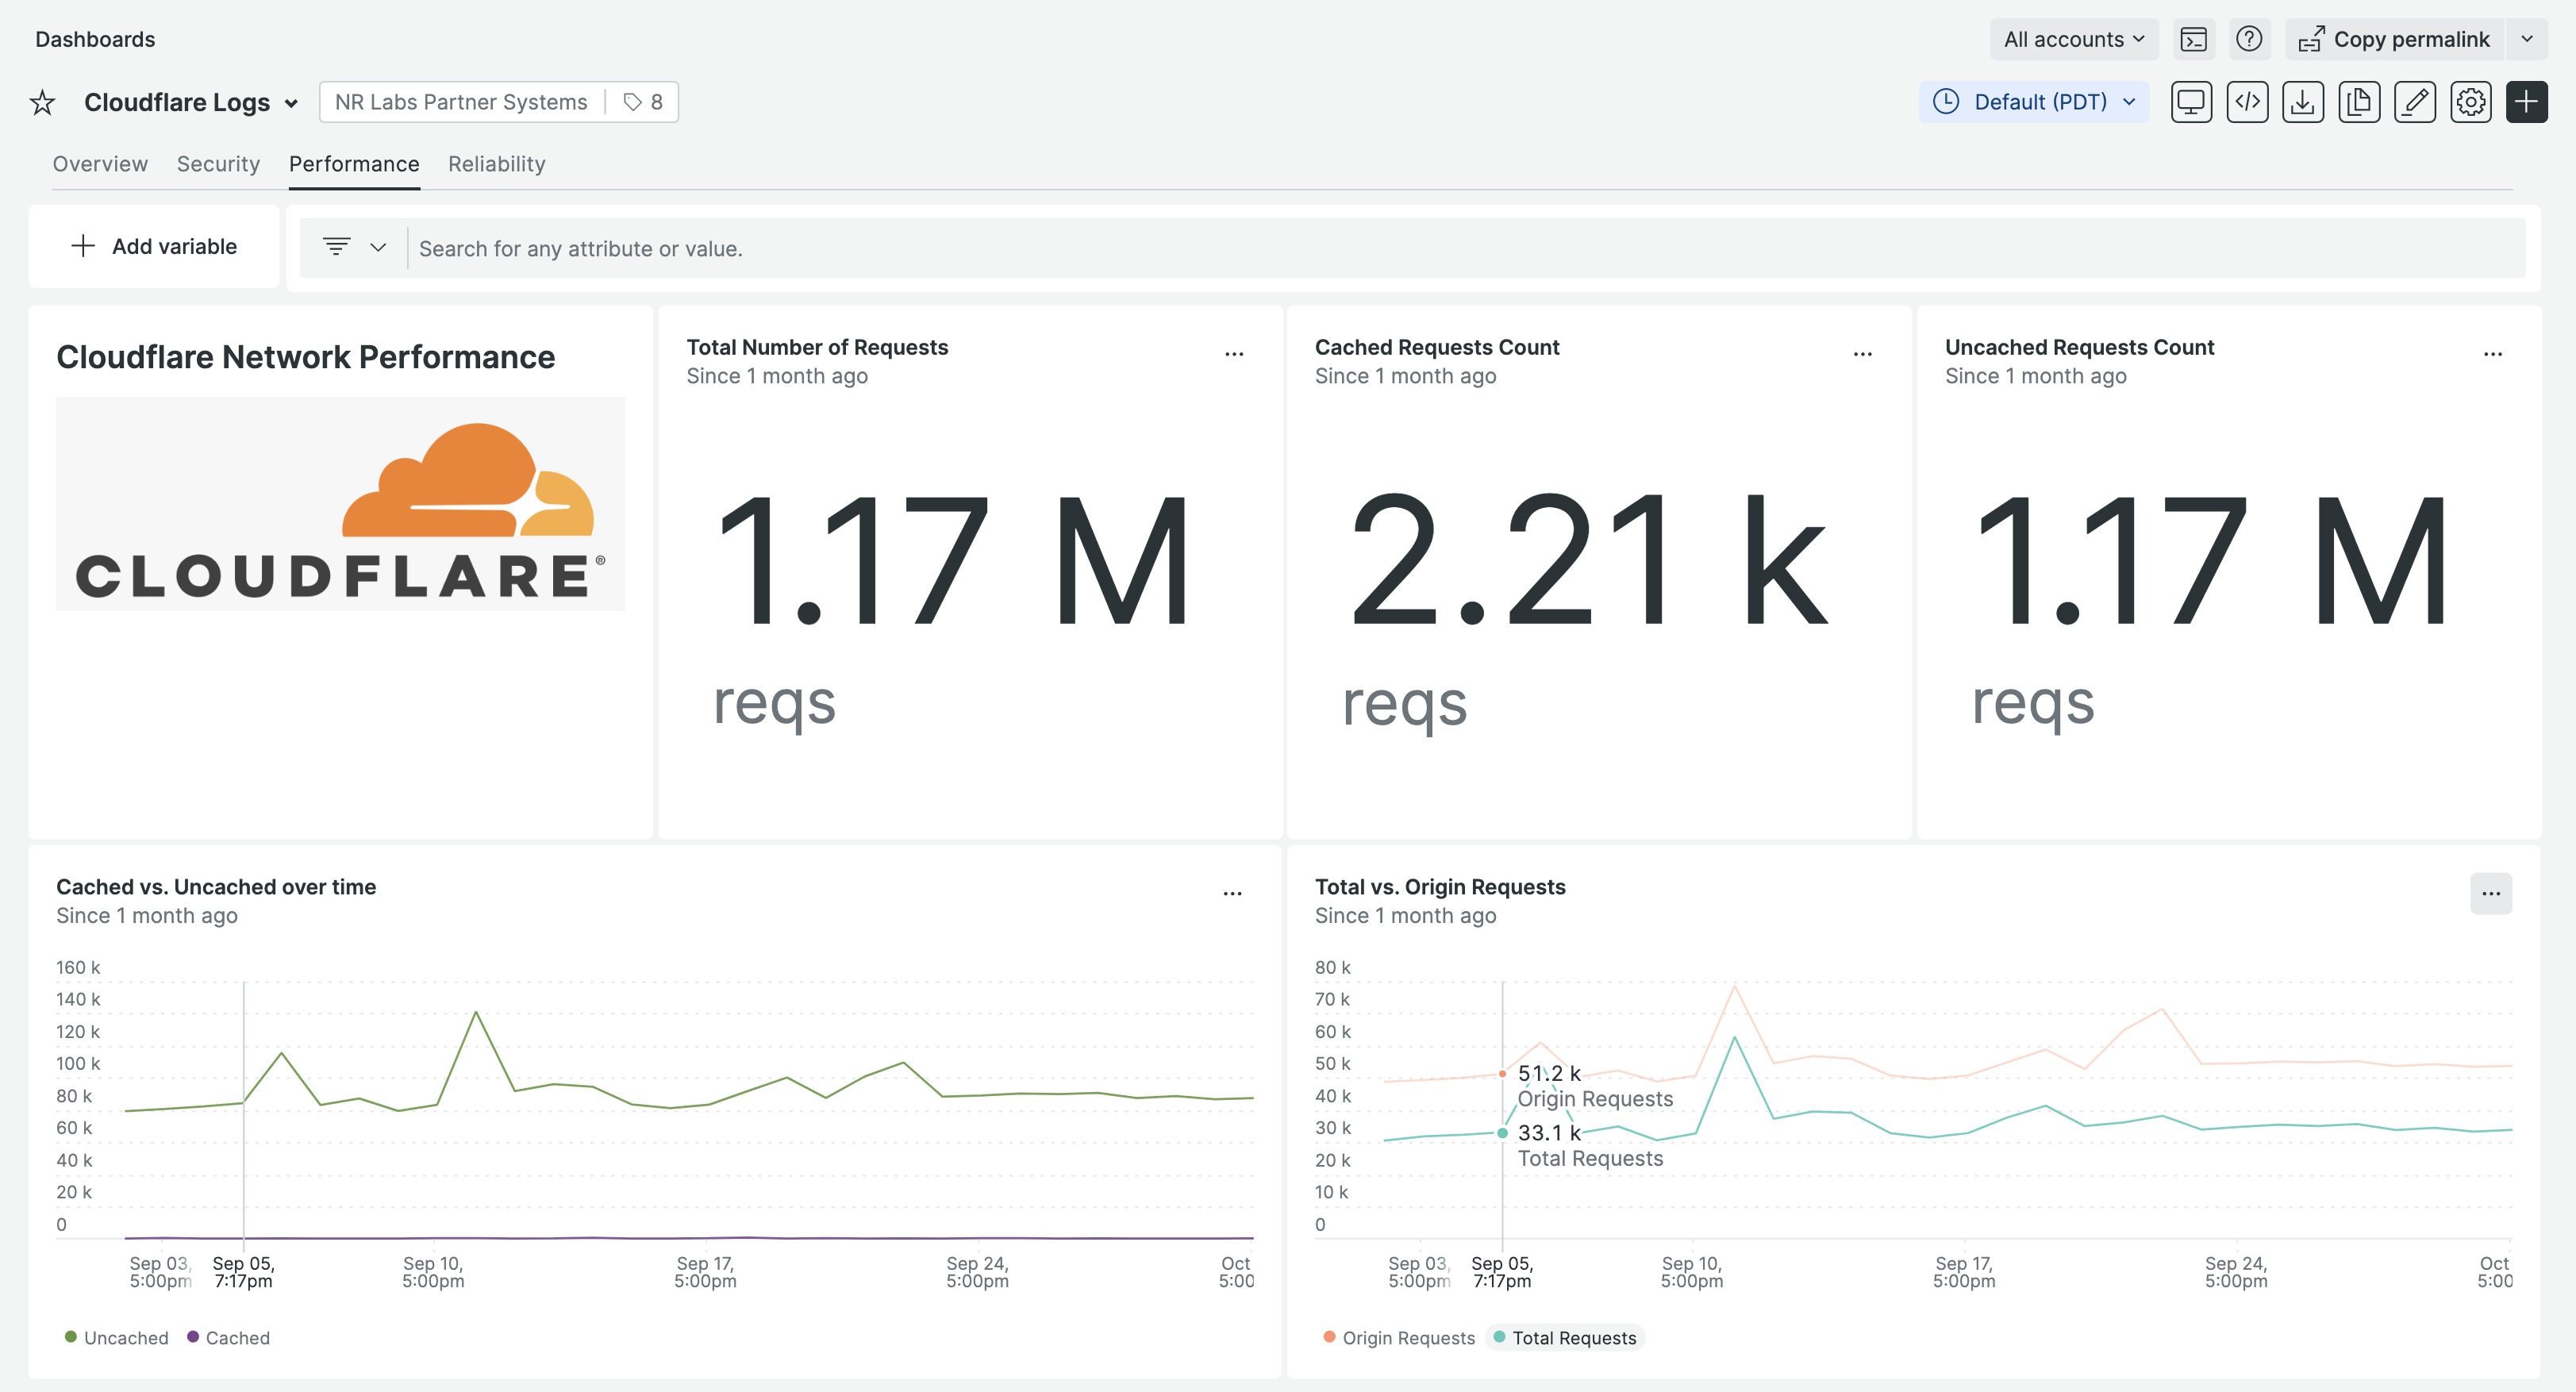 Dashboards
All accounts
Copy permalink
Cloudflare Logs
NR Labs Partner Systems
8
Default (PDT)
Overview
Security
Performance
Reliability
Add variable
Search for any attribute or value.
Cloudflare Network Performance
CLOUDFLARE®
Total Number of Requests
Since 1 month ago
1.17 M
reqs
Cached Requests Count
Since 1 month ago
2.21 k
reqs
Uncached Requests Count
Since 1 month ago
1.17 M
reqs
Cached vs. Uncached over time
Since 1 month ago
160 k
140 k
120 k
100 k
80 k
60 k
40 k
20 k
0
Sep 03,
5:00pm
Sep 05,
7:17pm
Sep 10,
5:00pm
Sep 17,
5:00pm
Sep 24,
5:00pm
Oct
5:00
Uncached
Cached
Total vs. Origin Requests
Since 1 month ago
80 k
70 k
60 k
50 k
40 k
30 k
20 k
10 k
0
51.2 k
Origin Requests
33.1 k
Total Requests
Sep 03,
5:00pm
Sep 05,
7:17pm
Sep 10,
5:00pm
Sep 17,
5:00pm
Sep 24,
5:00pm
Oct
5:00
Origin Requests
Total Requests